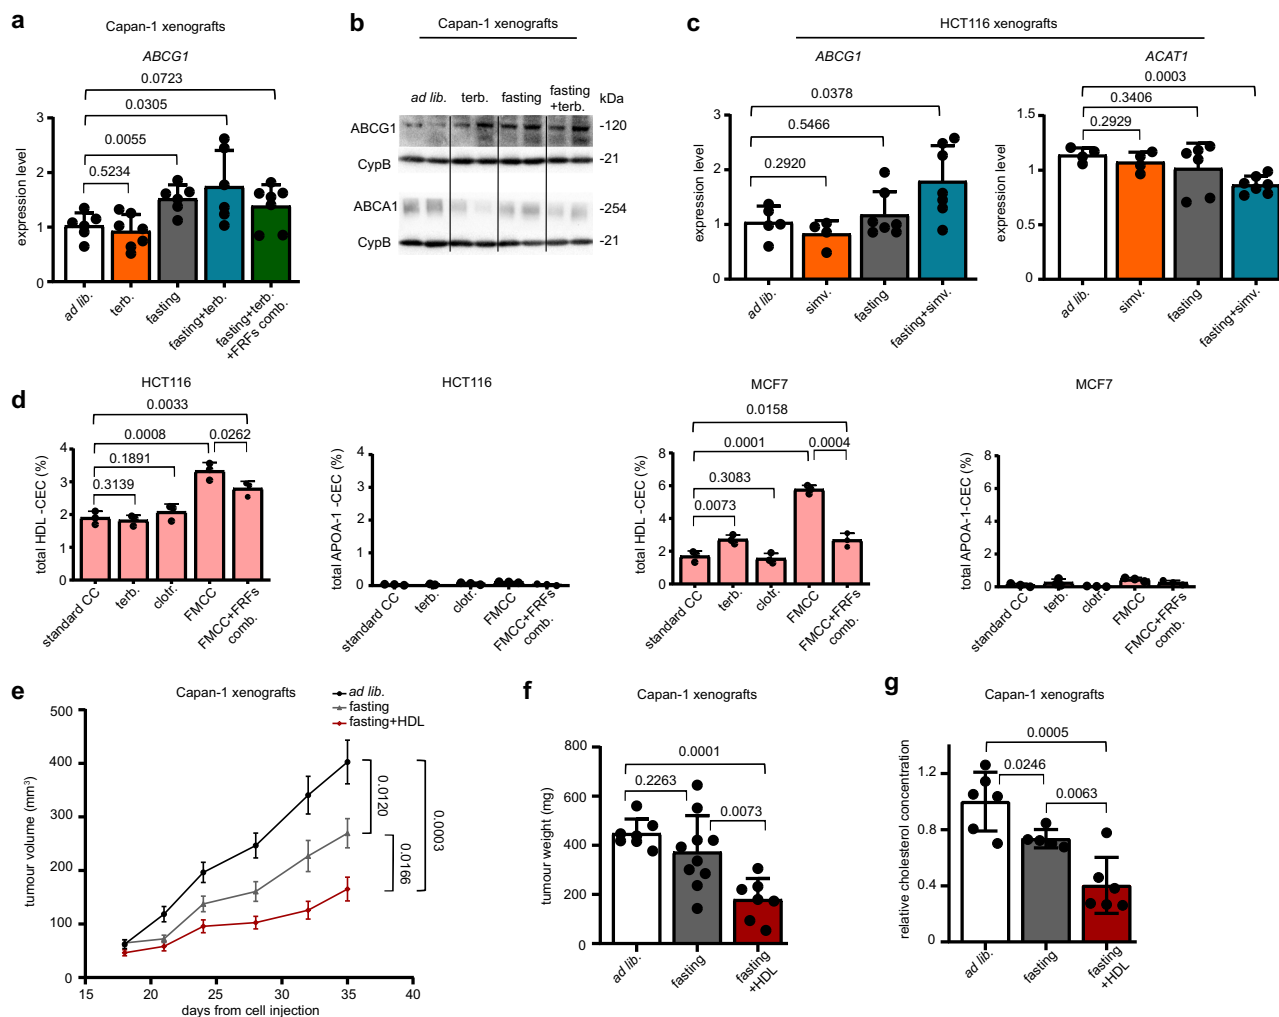 a
Capan-1 xenografts
ABCG1
0.0723
0.0305
0.0055
0.5234
expression level
3
2
1
0
ad lib.
terb.
fasting
fasting+terb.
fasting+terb.
+FRFs comb.
b
Capan-1 xenografts
ad lib.
terb.
fasting
fasting
+terb.
kDa
ABCG1
-120
CypB
-21
ABCA1
-254
CypB
-21
c
HCT116 xenografts
ABCG1
0.0378
0.5466
0.2920
expression level
3
2
1
0
ad lib.
simv.
fasting
fasting+simv.
ACAT1
0.0003
0.3406
0.2929
expression level
1.5
1
0.5
0
ad lib.
simv.
fasting
fasting+simv.
d
HCT116
0.0033
0.0008
0.0262
0.1891
0.3139
total HDL -CEC (%)
4
3
2
1
0
standard CC
terb.
clotr.
FMCC
FMCC+FRFs
comb.
HCT116
total APOA-1 -CEC (%)
4
3
2
1
0
standard CC
terb.
clotr.
FMCC
FMCC+FRFs
comb.
MCF7
0.0158
0.0001
0.0004
0.3083
0.0073
total HDL -CEC (%)
8
6
4
2
0
standard CC
terb.
clotr.
FMCC
FMCC+FRFs
comb.
MCF7
total APOA-1-CEC (%)
8
6
4
2
0
standard CC
terb.
clotr.
FMCC
FMCC+FRFs
comb.
e
Capan-1 xenografts
ad lib.
fasting
fasting+HDL
tumour volume (mm³)
500
400
300
200
100
0
15
20
25
30
35
40
days from cell injection
0.0120
0.0166
0.0003
f
Capan-1 xenografts
0.0001
0.2263
0.0073
tumour weight (mg)
800
600
400
200
0
ad lib.
fasting
fasting
+HDL
g
Capan-1 xenografts
0.0005
0.0246
0.0063
relative cholesterol concentration
1.2
0.8
0.4
0
ad lib.
fasting
fasting
+HDL